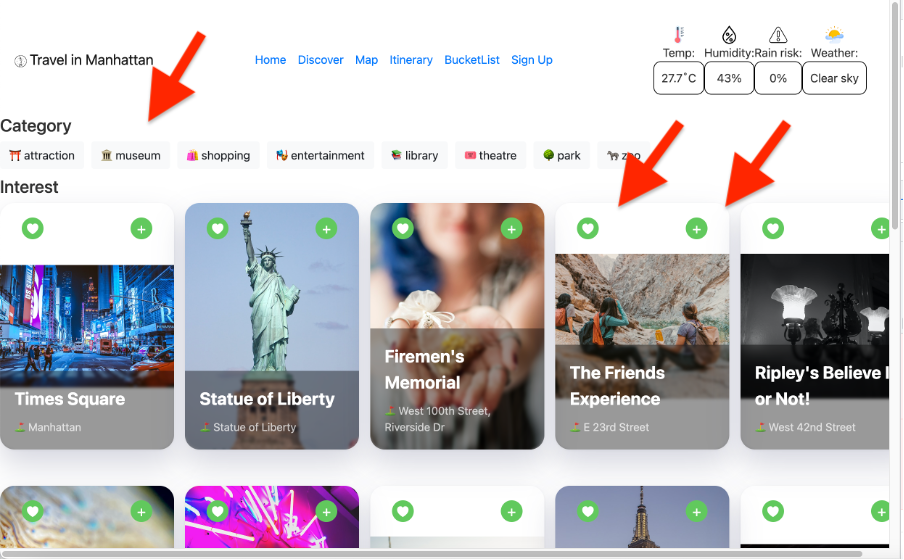 Travel in Manhattan
Home Discover Map Itinerary BucketList Sign Up
Temp: Humidity: Rain risk: Weather:
27.7°C 43% 0% Clear sky
Category
attraction museum shopping entertainment library theatre park zoo
Interest
Times Square
Manhattan
Statue of Liberty
Statue of Liberty
Firemen's
Memorial
West 100th Street,
Riverside Dr
The Friends
Experience
E 23rd Street
Ripley's Believe I
or Not!
West 42nd Street